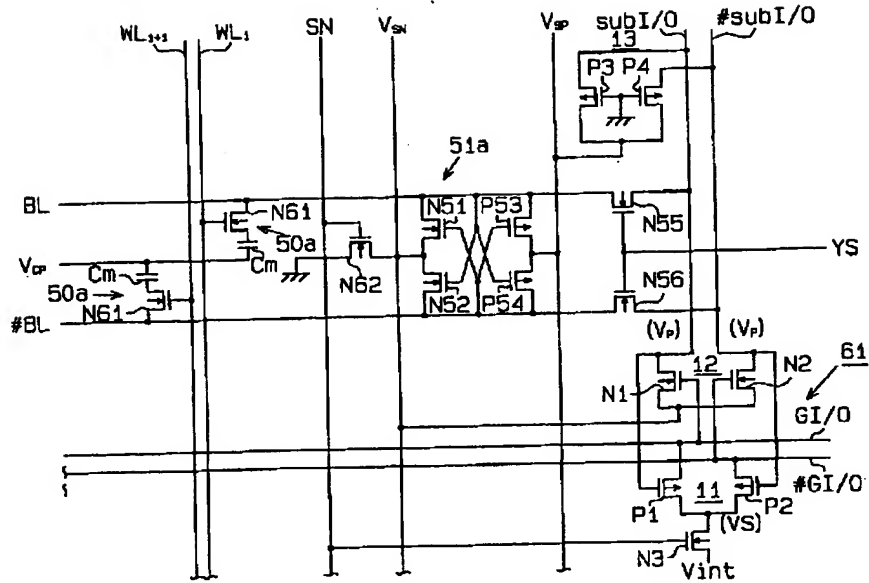 WLi+1 WLi SN VSN VSP subI/O #subI/O
13
P3 P4
51a
BL
N61
50a
N51 P53
N55
VCP
Cm
Cm
YS
50a
N62
N52 P54
N56
N61
#BL
(VP) (VP)
61
12
N1
N2
GI/O
#GI/O
11
P1
P2
(VS)
N3
Vint